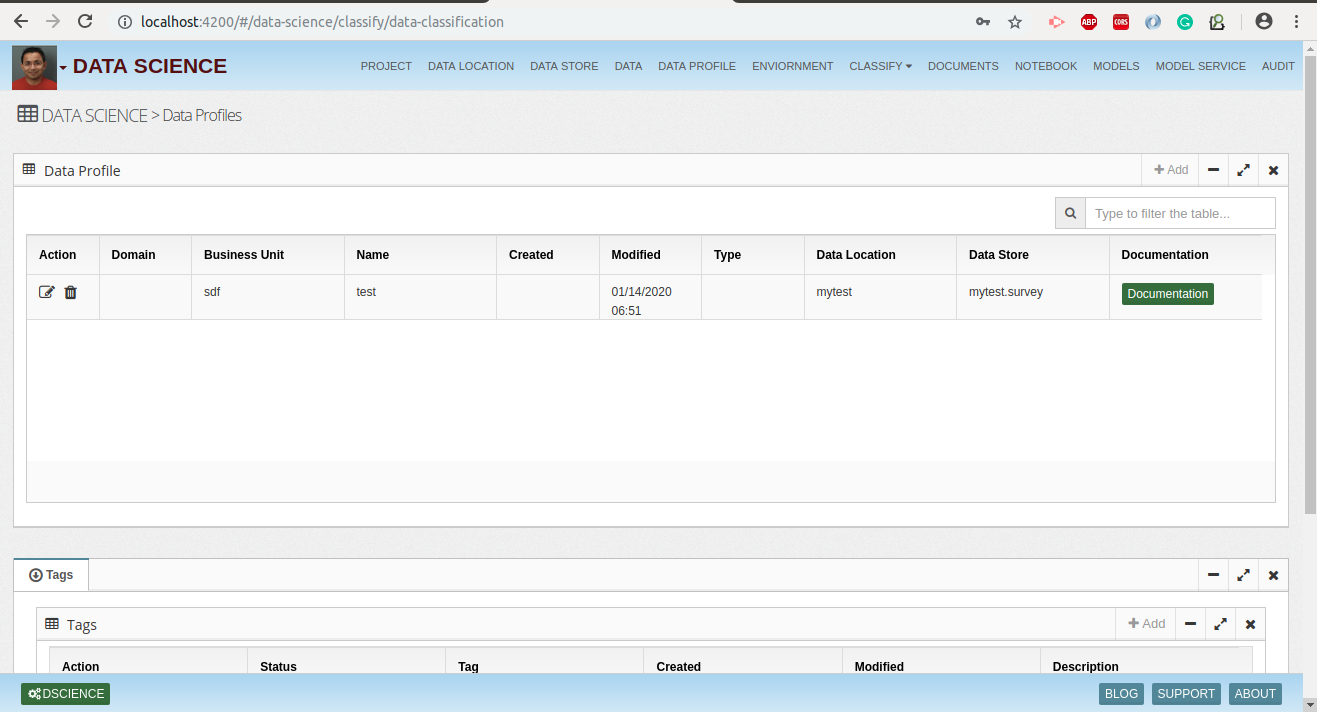 localhost:4200/#/data-science/classify/data-classification
ABP
CORS
DATA SCIENCE PROJECT DATA LOCATION DATA STORE DATA DATA PROFILE ENVIORNMENT CLASSIFY DOCUMENTS NOTEBOOK MODELS MODEL SERVICE AUDIT
DATA SCIENCE > Data Profiles
Data Profile + Add
Type to filter the table...
Action Domain Business Unit Name Created Modified Type Data Location Data Store Documentation
sdf test 01/14/2020 mytest mytest.survey Documentation
06:51
Tags
Tags + Add
Action Status Tag Created Modified Description
DSCIENCE BLOG SUPPORT ABOUT